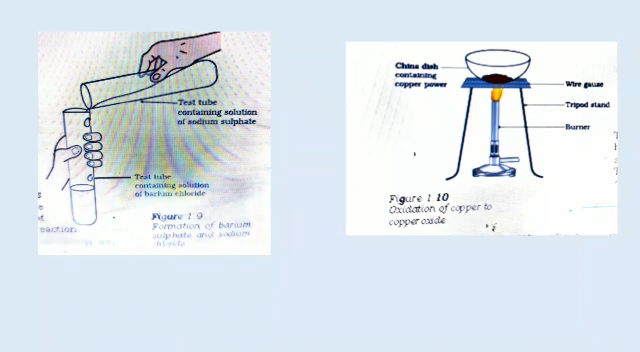 Test tube
containing solution
of sodium sulphate
Test tube
containing solution
of barium chloride
eaction
Figure 1.9
Formation of barium
sulphate and sodium
chloride
China dish
containing
copper power
Wire gause
Tripod stand
Burner
Figure 1.10
Oxidation of copper to
copper oxide